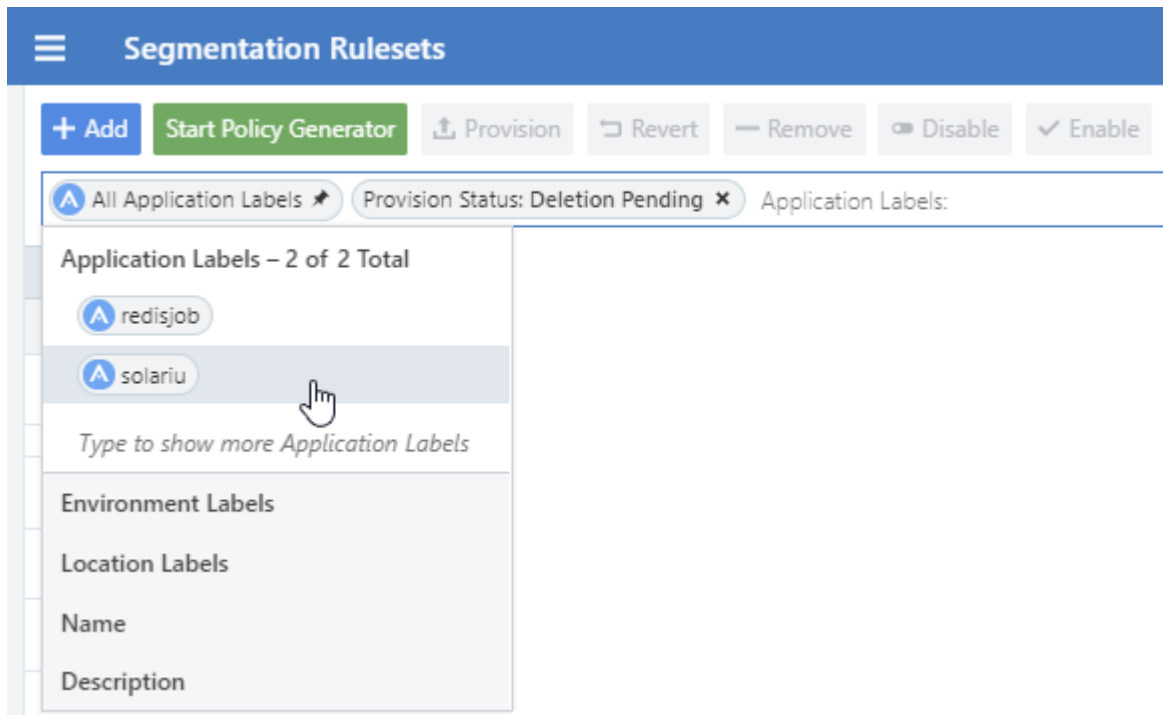 Segmentation Rulesets
+ Add Start Policy Generator Provision Revert Remove Disable Enable
All Application Labels Provision Status: Deletion Pending × Application Labels:
Application Labels – 2 of 2 Total
redisjob
solariu
Type to show more Application Labels
Environment Labels
Location Labels
Name
Description